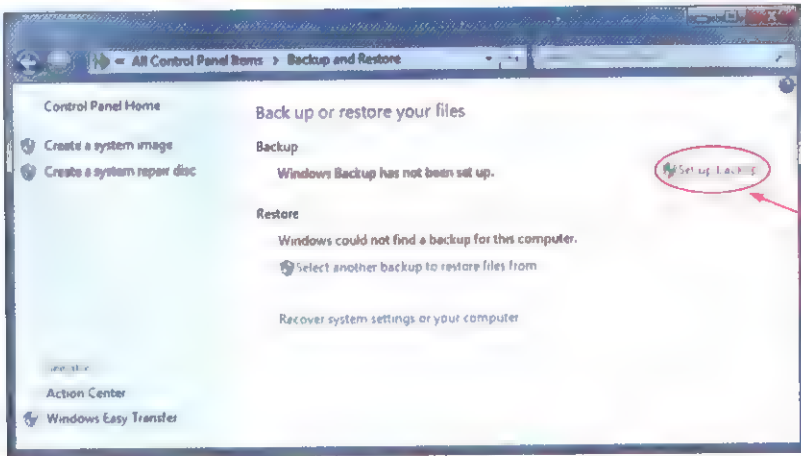 « All Control Panel Items > Backup and Restore
Control Panel Home
Create a system image
Create a system repair disc
Back up or restore your files
Backup
Windows Backup has not been set up.
Set up backup
Restore
Windows could not find a backup for this computer.
Select another backup to restore files from
Recover system settings or your computer
Action Center
Windows Easy Transfer